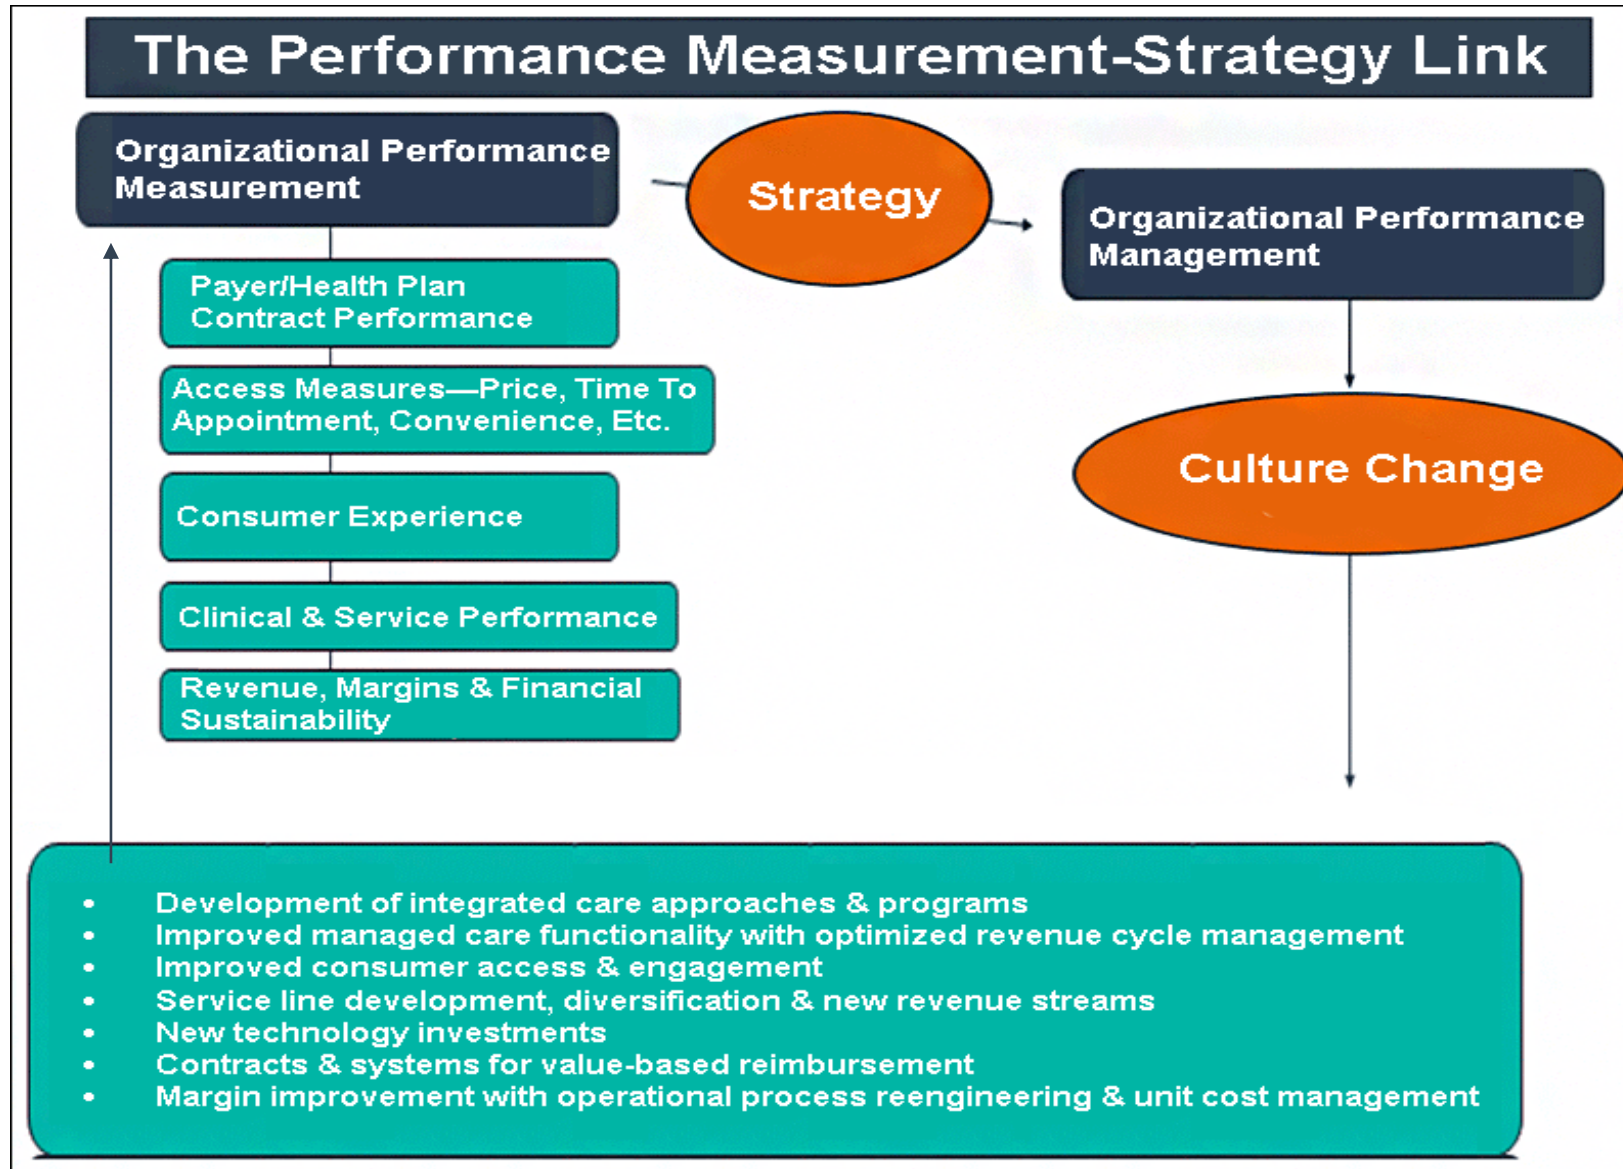 The Performance Measurement-Strategy Link
Organizational Performance
Measurement
Payer/Health Plan
Contract Performance
Access Measures—Price, Time To
Appointment, Convenience, Etc.
Consumer Experience
Clinical & Service Performance
Revenue, Margins & Financial
Sustainability
Strategy
Organizational Performance
Management
Culture Change
• Development of integrated care approaches & programs
• Improved managed care functionality with optimized revenue cycle management
• Improved consumer access & engagement
• Service line development, diversification & new revenue streams
• New technology investments
• Contracts & systems for value-based reimbursement
• Margin improvement with operational process reengineering & unit cost management